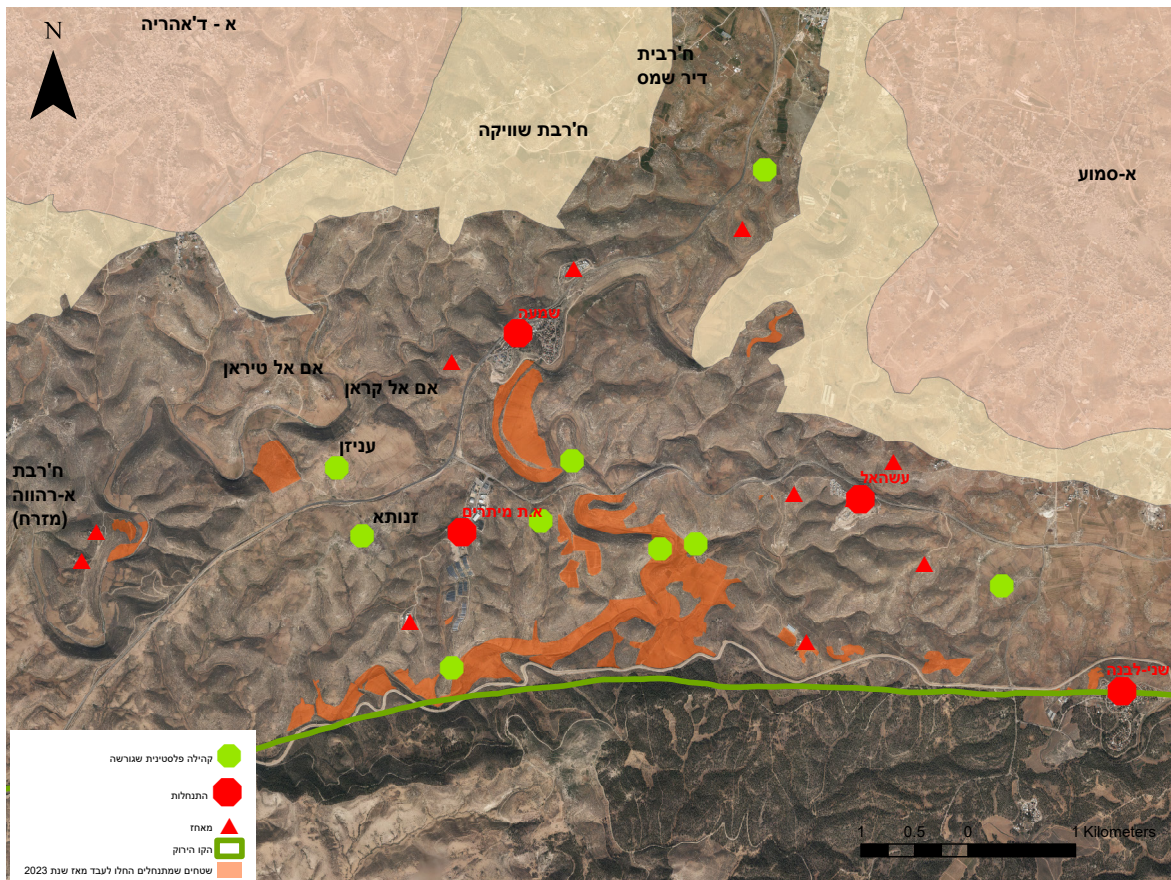 א - ד'אהריה
N
ח'רבית
דיר שמס
ח'רבת שוויקה
א-סמוע
שמעה
אם אל טיראן
אם אל קראן
עניזן
ח'רבת
א-רהווה
(מזרח)
עשהאל
זנותא
א.ת מיתרים
שני-לבנה
קהילה פלסטינית שגורשה
התנחלות
מאחז
הקו הירוק
שטחים שמתנחלים החלו לעבד מאז שנת 2023
1 0.5 0 1 Kilometers